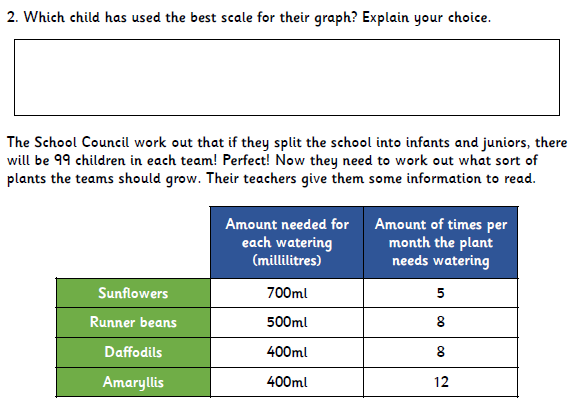 2. Which child has used the best scale for their graph? Explain your choice.
The School Council work out that if they split the school into infants and juniors, there
will be 99 children in each team! Perfect! Now they need to work out what sort of
plants the teams should grow. Their teachers give them some information to read.
Amount needed for
each watering
(millilitres)
Amount of times per
month the plant
needs watering
Sunflowers 700ml 5
Runner beans 500ml 8
Daffodils 400ml 8
Amaryllis 400ml 12